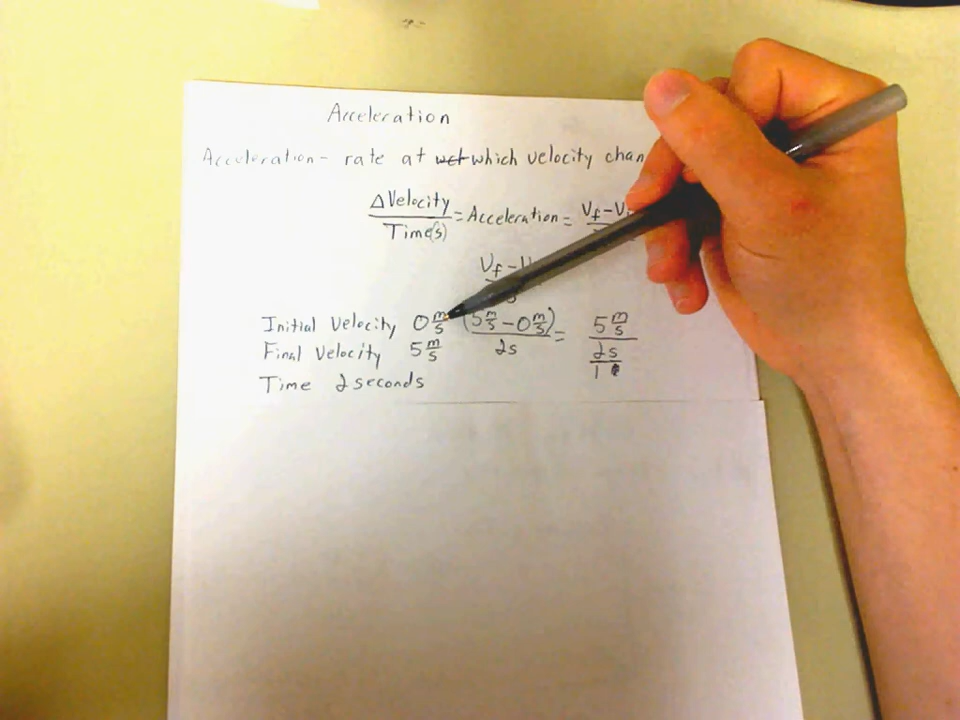 Acceleration
Acceleration - rate at which velocity chan
ΔVelocity/Time(s) = Acceleration = Vf - Vi
Vf - V
Initial Velocity 0 m/s (5 m/s - 0 m/s)/2s = 5 m/s / 2s/1
Final Velocity 5 m/s
Time 2 seconds